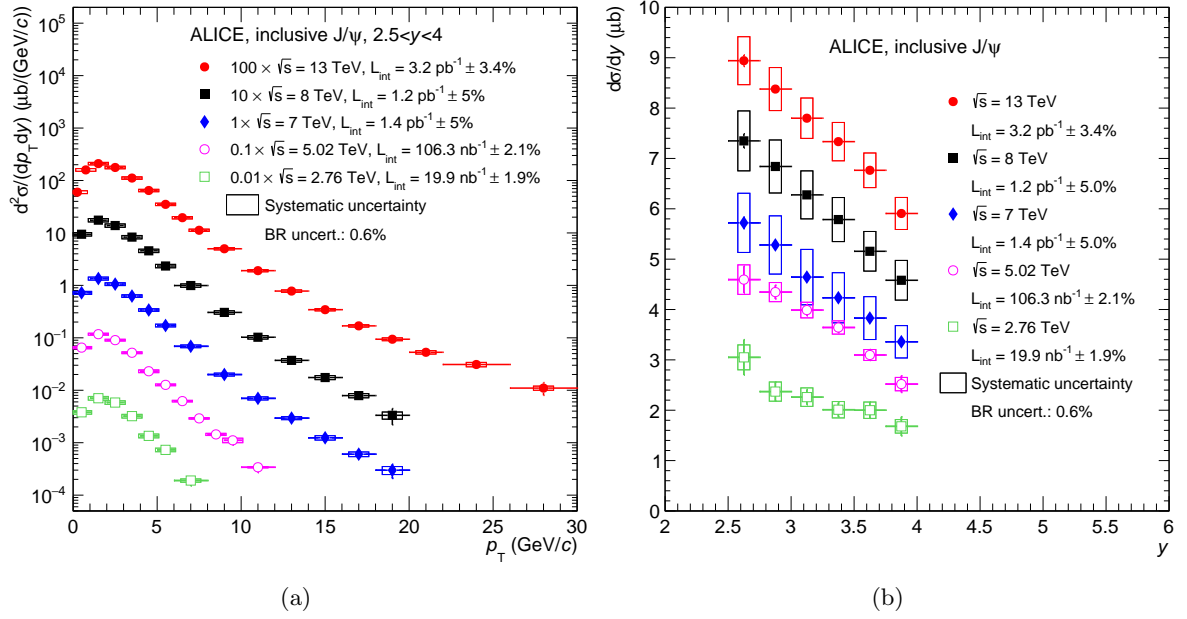 d²σ/(dp_T dy) (μb/(GeV/c))
10⁵
10⁴
10³
10²
10
1
10⁻¹
10⁻²
10⁻³
10⁻⁴
ALICE, inclusive J/ψ, 2.5<y<4
100 × √s = 13 TeV, L_int = 3.2 pb⁻¹ ± 3.4%
10 × √s = 8 TeV, L_int = 1.2 pb⁻¹ ± 5%
1 × √s = 7 TeV, L_int = 1.4 pb⁻¹ ± 5%
0.1 × √s = 5.02 TeV, L_int = 106.3 nb⁻¹ ± 2.1%
0.01 × √s = 2.76 TeV, L_int = 19.9 nb⁻¹ ± 1.9%
Systematic uncertainty
BR uncert.: 0.6%
0 5 10 15 20 25 30
p_T (GeV/c)
(a)
dσ/dy (μb)
10
9
8
7
6
5
4
3
2
1
0
ALICE, inclusive J/ψ
√s = 13 TeV
L_int = 3.2 pb⁻¹ ± 3.4%
√s = 8 TeV
L_int = 1.2 pb⁻¹ ± 5.0%
√s = 7 TeV
L_int = 1.4 pb⁻¹ ± 5.0%
√s = 5.02 TeV
L_int = 106.3 nb⁻¹ ± 2.1%
√s = 2.76 TeV
L_int = 19.9 nb⁻¹ ± 1.9%
Systematic uncertainty
BR uncert.: 0.6%
2 2.5 3 3.5 4 4.5 5 5.5 6
y
(b)